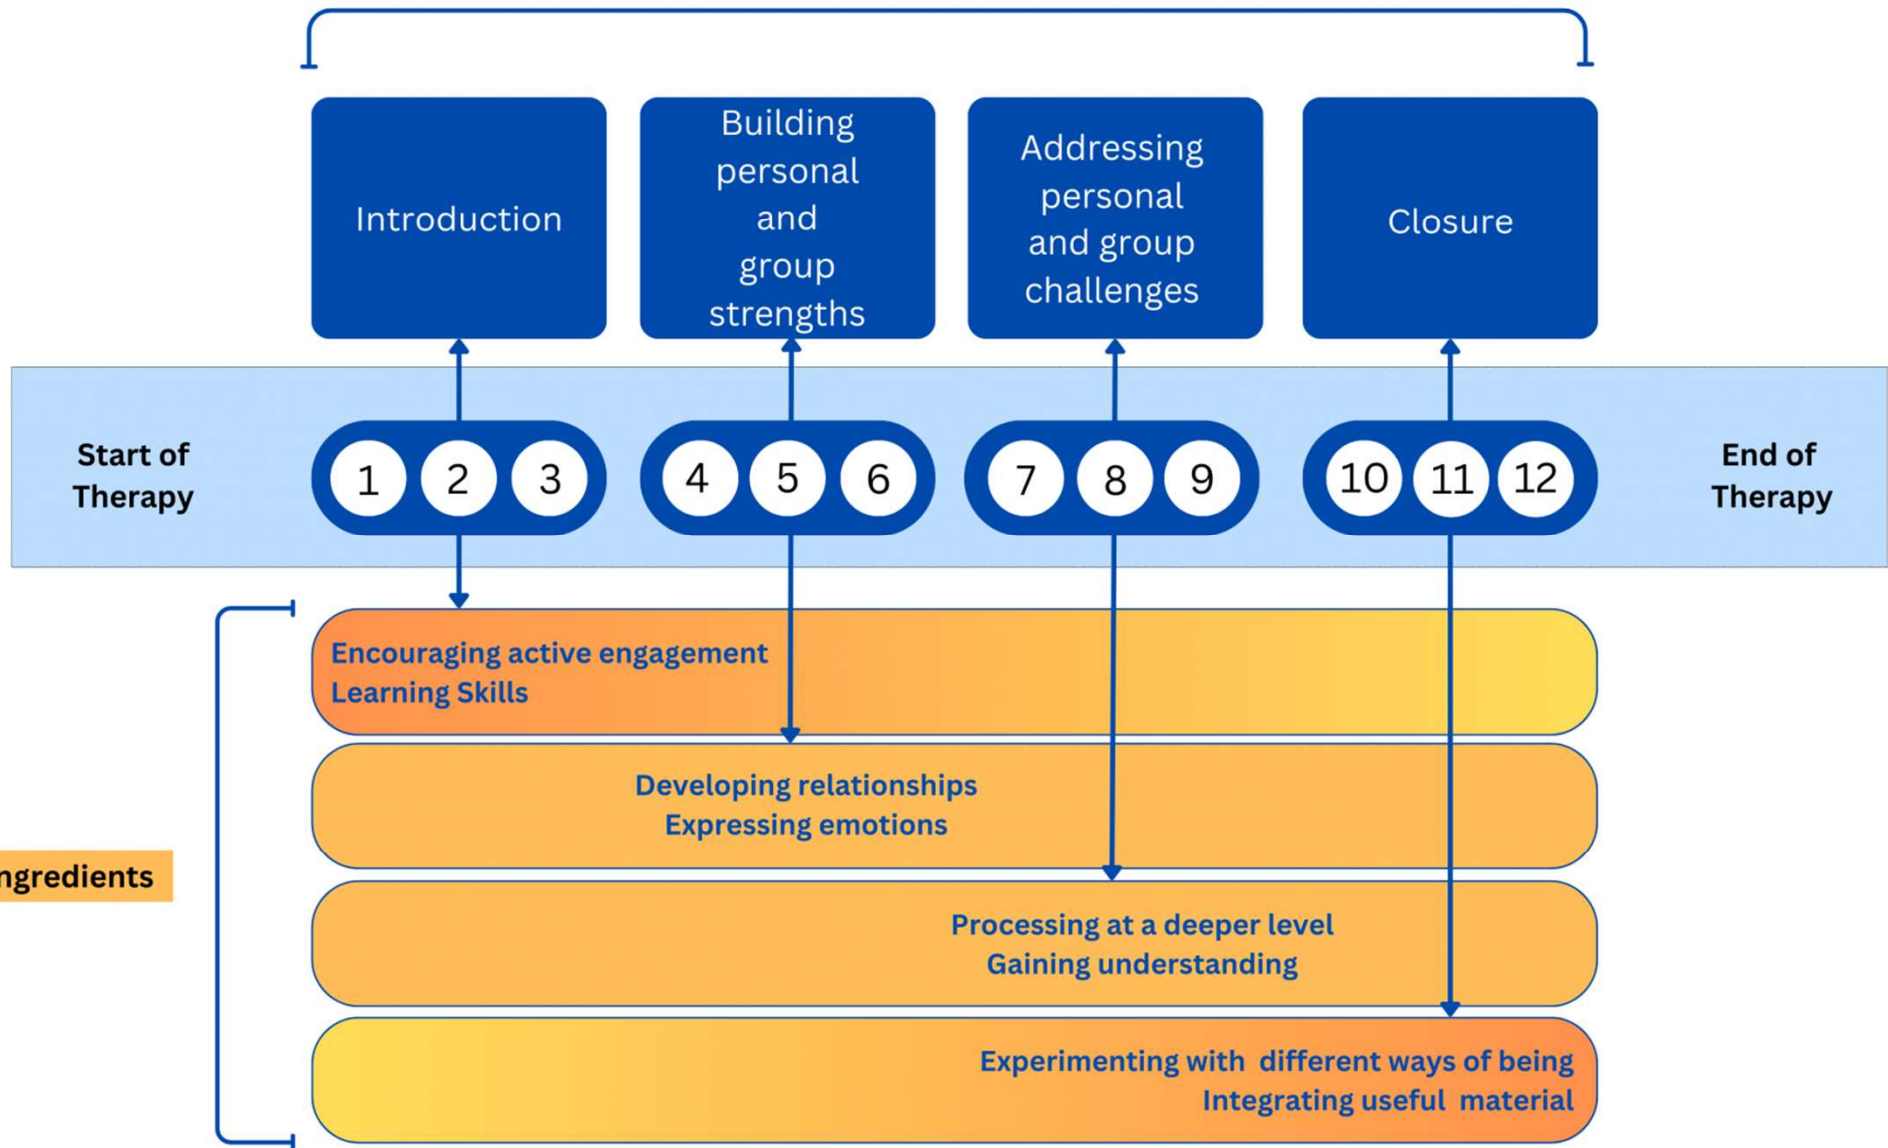 Introduction
Building
personal
and
group
strengths
Addressing
personal
and group
challenges
Closure
Start of
Therapy
1 2 3
4 5 6
7 8 9
10 11 12
End of
Therapy
Encouraging active engagement
Learning Skills
Developing relationships
Expressing emotions
ngredients
Processing at a deeper level
Gaining understanding
Experimenting with different ways of being
Integrating useful material